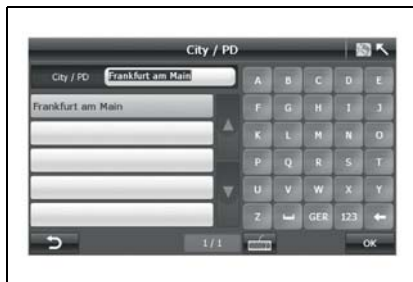 City / PD
City / PD Frankfurt am Main
A B C D E
Frankfurt am Main
F G H I J
K L M N O
P Q R S T
U V W X Y
Z GER 123
1/1
OK